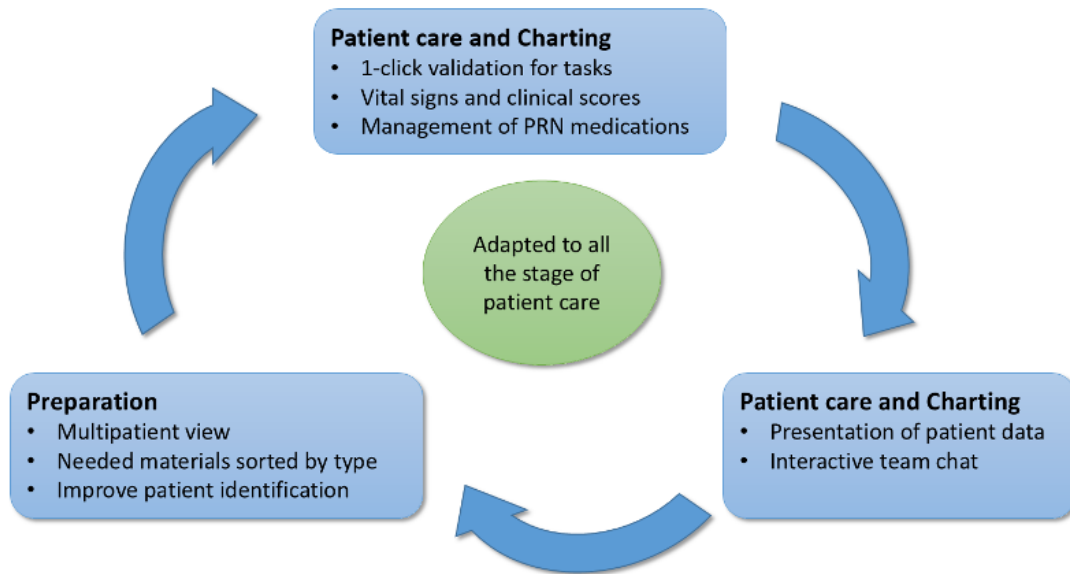 Patient care and Charting
• 1-click validation for tasks
• Vital signs and clinical scores
• Management of PRN medications
Adapted to all
the stage of
patient care
Preparation
• Multipatient view
• Needed materials sorted by type
• Improve patient identification
Patient care and Charting
• Presentation of patient data
• Interactive team chat